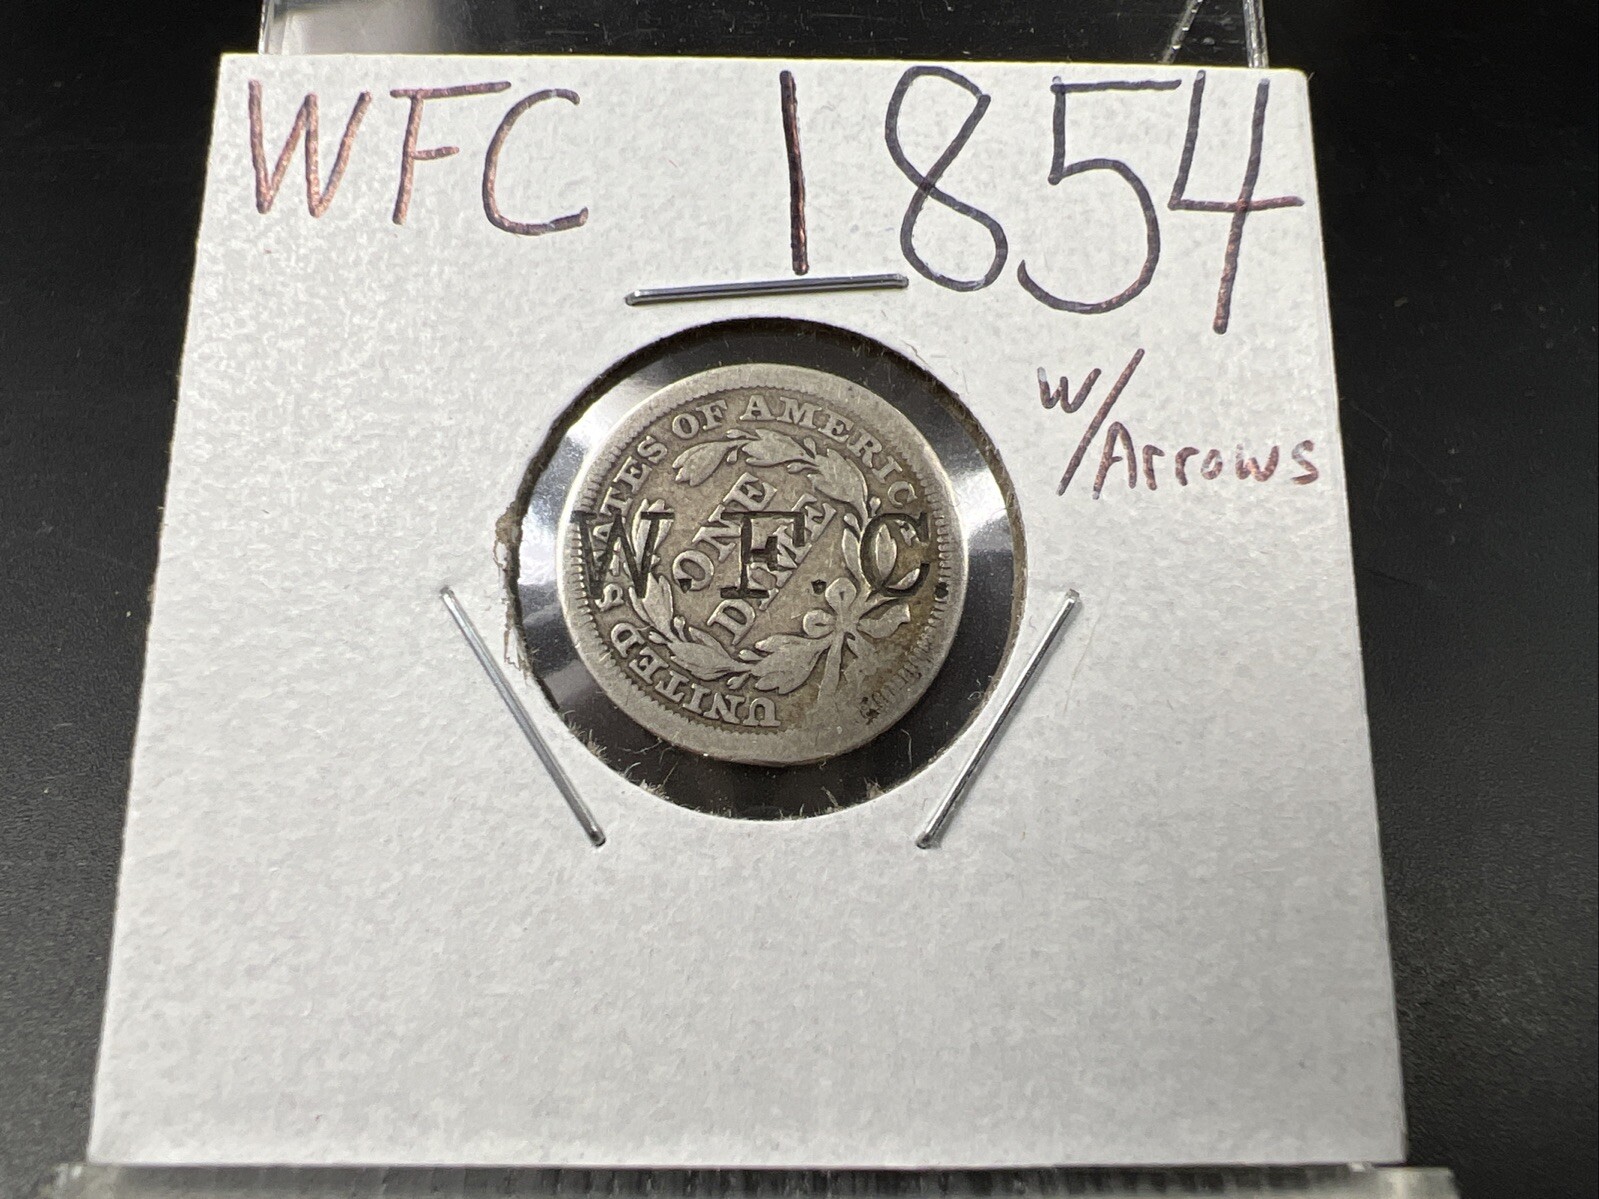 WFC 1854
w/Arrows
UNITED STATES OF AMERICA
ONE
DIME
W.F.C